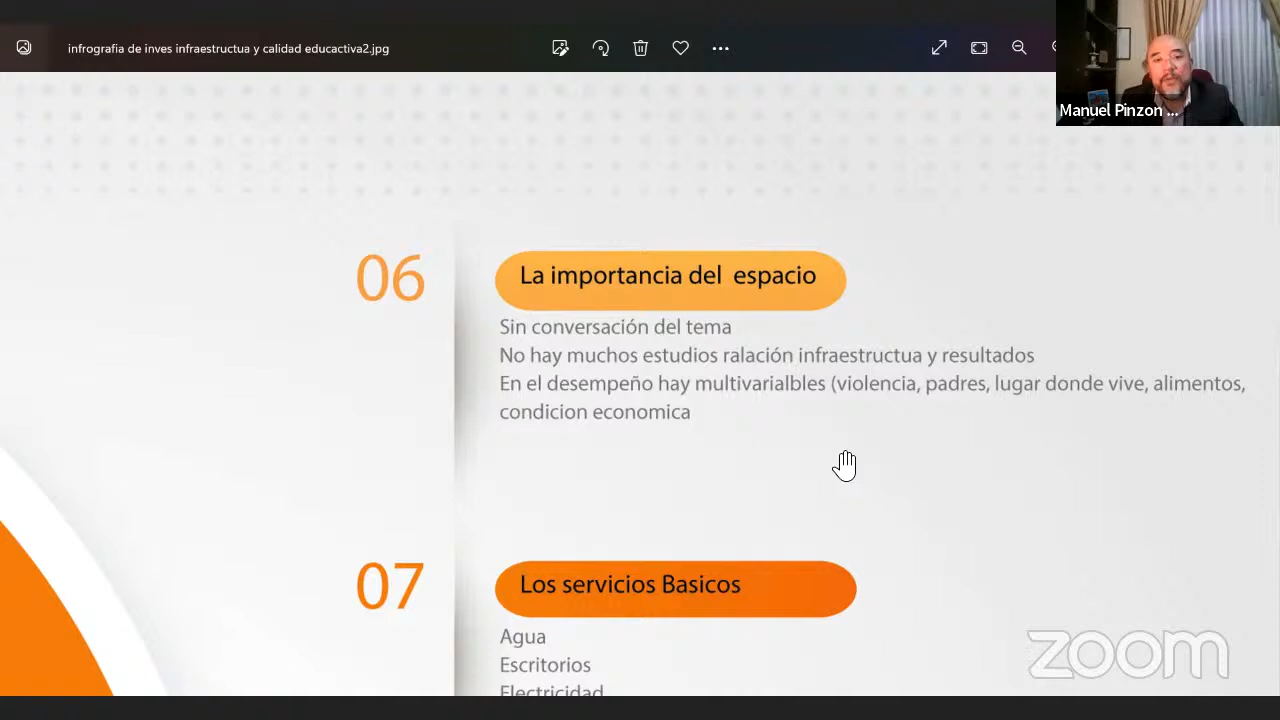 infrografia de inves infraestructua y calidad educactiva2.jpg
Manuel Pinzon ...
06
La importancia del espacio
Sin conversación del tema
No hay muchos estudios ralación infraestructua y resultados
En el desempeño hay multivarialbles (violencia, padres, lugar donde vive, alimentos,
condicion economica
07
Los servicios Basicos
Agua
Escritorios
Electricidad
zoom